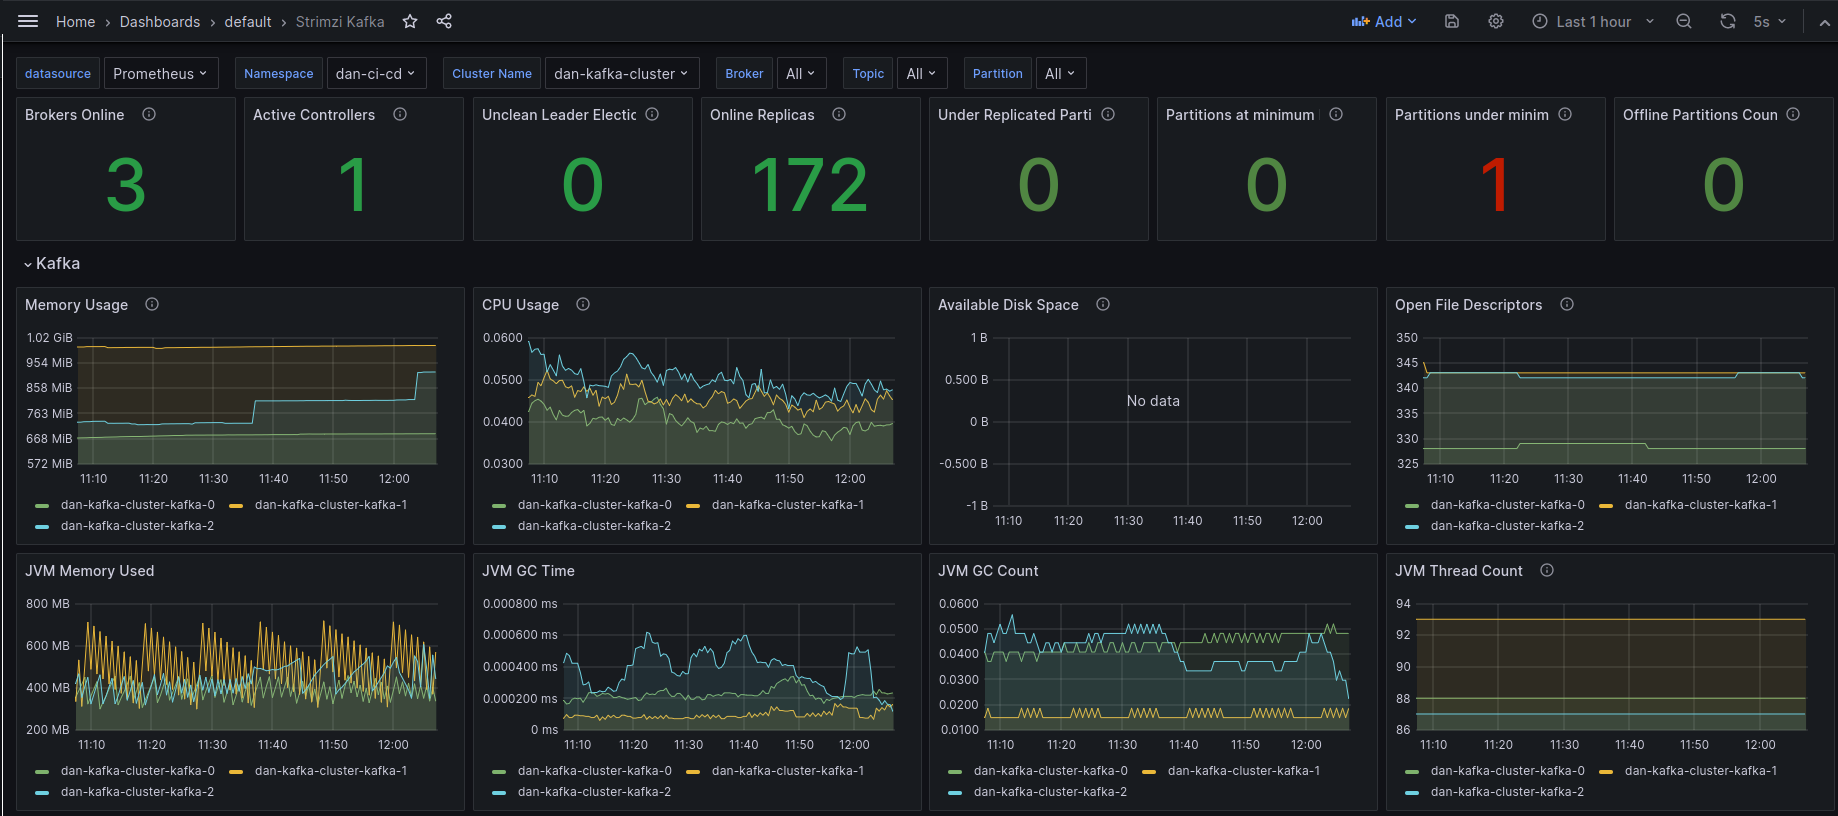 Home › Dashboards › default › Strimzi Kafka Add Last 1 hour 5s
datasource Prometheus Namespace dan-ci-cd Cluster Name dan-kafka-cluster Broker All Topic All Partition All
Brokers Online
3
Active Controllers
1
Unclean Leader Electic
0
Online Replicas
172
Under Replicated Parti
0
Partitions at minimum
0
Partitions under minim
1
Offline Partitions Coun
0
Kafka
Memory Usage
1.02 GiB
954 MiB
858 MiB
763 MiB
668 MiB
572 MiB
11:10 11:20 11:30 11:40 11:50 12:00
dan-kafka-cluster-kafka-0 dan-kafka-cluster-kafka-1
dan-kafka-cluster-kafka-2
CPU Usage
0.0600
0.0500
0.0400
0.0300
11:10 11:20 11:30 11:40 11:50 12:00
dan-kafka-cluster-kafka-0 dan-kafka-cluster-kafka-1
dan-kafka-cluster-kafka-2
Available Disk Space
1 B
0.500 B
No data
0 B
-0.500 B
-1 B
11:10 11:20 11:30 11:40 11:50 12:00
Open File Descriptors
350
345
340
335
330
325
11:10 11:20 11:30 11:40 11:50 12:00
dan-kafka-cluster-kafka-0 dan-kafka-cluster-kafka-1
dan-kafka-cluster-kafka-2
JVM Memory Used
800 MB
600 MB
400 MB
200 MB
11:10 11:20 11:30 11:40 11:50 12:00
dan-kafka-cluster-kafka-0 dan-kafka-cluster-kafka-1
dan-kafka-cluster-kafka-2
JVM GC Time
0.000800 ms
0.000600 ms
0.000400 ms
0.000200 ms
0 ms
11:10 11:20 11:30 11:40 11:50 12:00
dan-kafka-cluster-kafka-0 dan-kafka-cluster-kafka-1
dan-kafka-cluster-kafka-2
JVM GC Count
0.0600
0.0500
0.0400
0.0300
0.0200
0.0100
11:10 11:20 11:30 11:40 11:50 12:00
dan-kafka-cluster-kafka-0 dan-kafka-cluster-kafka-1
dan-kafka-cluster-kafka-2
JVM Thread Count
94
92
90
88
86
11:10 11:20 11:30 11:40 11:50 12:00
dan-kafka-cluster-kafka-0 dan-kafka-cluster-kafka-1
dan-kafka-cluster-kafka-2